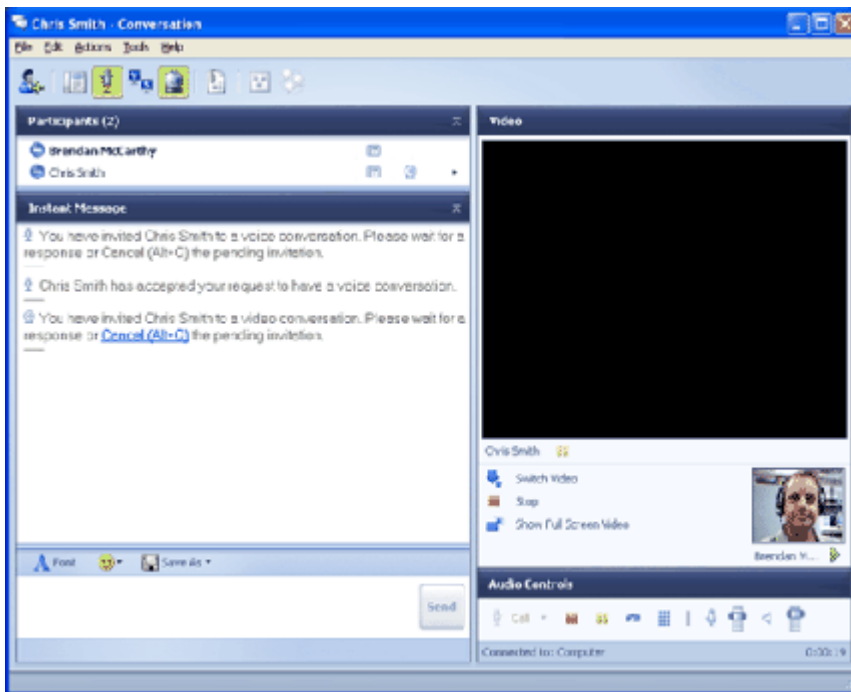 Chris Smith - Conversation
File Edit Actions Tools Help
Participants (2)
Brendan McCarthy
Chris Smith
Instant Message
You have invited Chris Smith to a voice conversation. Please wait for a
response or Cancel (Alt+C) the pending invitation.
Chris Smith has accepted your request to have a voice conversation.
You have invited Chris Smith to a video conversation. Please wait for a
response or Cancel (Alt+C) the pending invitation.
Font
Save As
Send
Video
Chris Smith
Switch Video
Stop
Show Full Screen Video
Brendan M...
Audio Controls
Call
Connected to: Computer
0:00:19